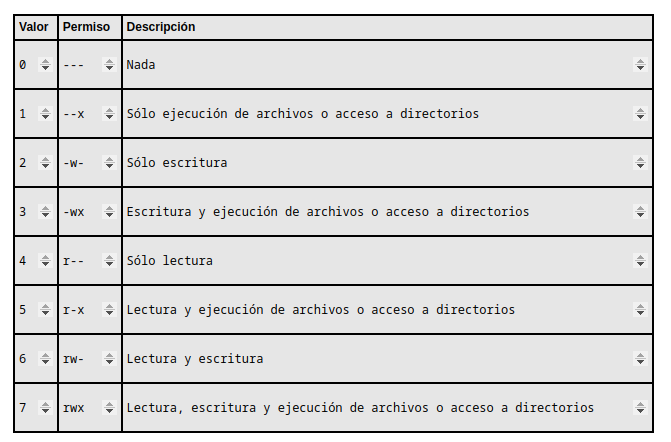 Valor Permiso Descripción
0 --- Nada
1 --x Sólo ejecución de archivos o acceso a directorios
2 -w- Sólo escritura
3 -wx Escritura y ejecución de archivos o acceso a directorios
4 r-- Sólo lectura
5 r-x Lectura y ejecución de archivos o acceso a directorios
6 rw- Lectura y escritura
7 rwx Lectura, escritura y ejecución de archivos o acceso a directorios